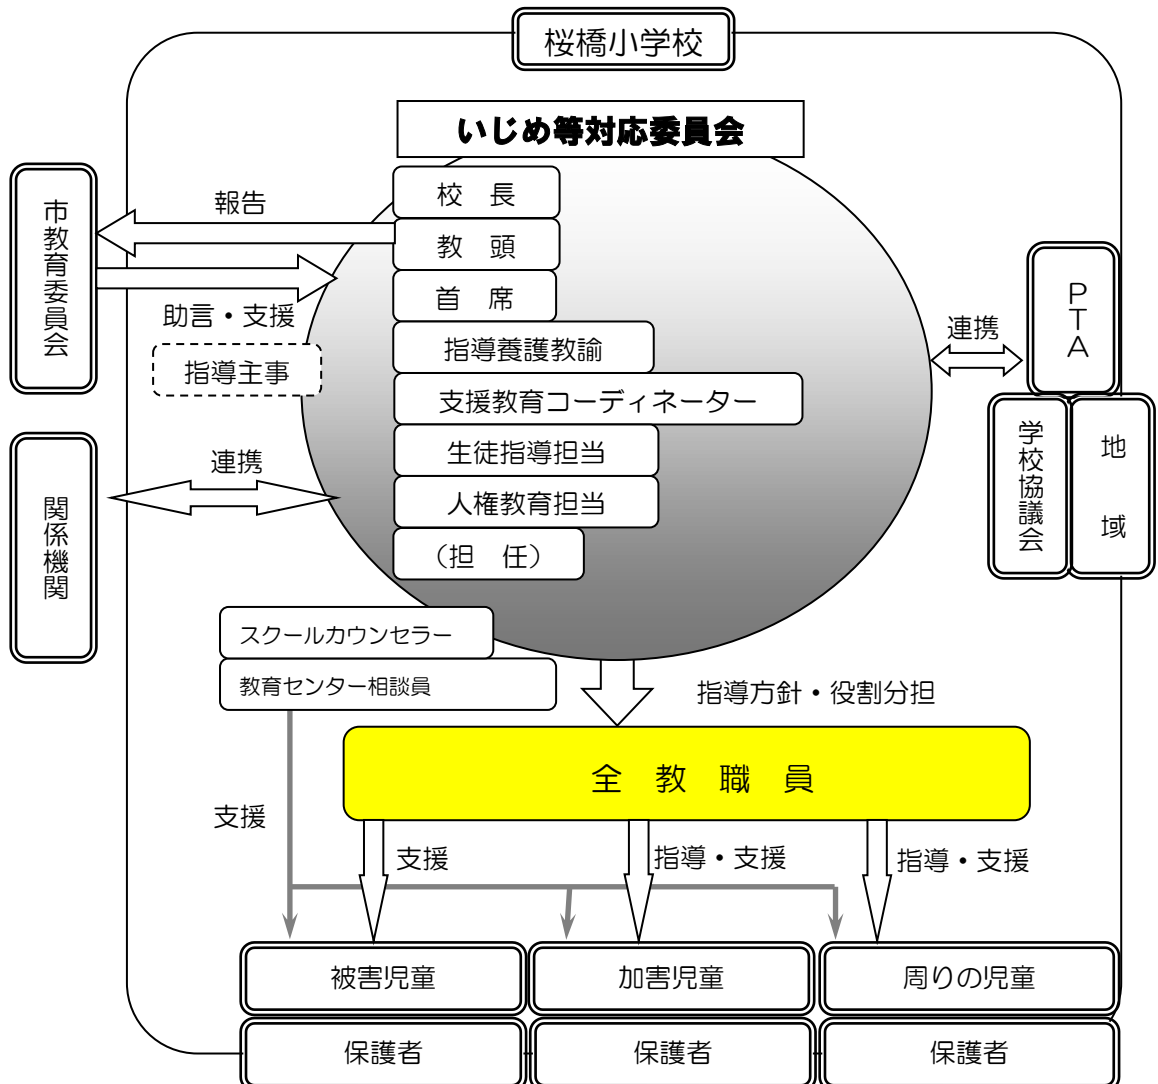 桜橋小学校
いじめ等対応委員会
校　長
教　頭
首　席
指導養護教諭
支援教育コーディネーター
生徒指導担当
人権教育担当
（担　任）
市教育委員会
報告
助言・支援
指導主事
関係機関
連携
連携
PTA
学校協議会
地　域
スクールカウンセラー
教育センター相談員
指導方針・役割分担
全　教　職　員
支援
支援
指導・支援
指導・支援
被害児童
加害児童
周りの児童
保護者
保護者
保護者